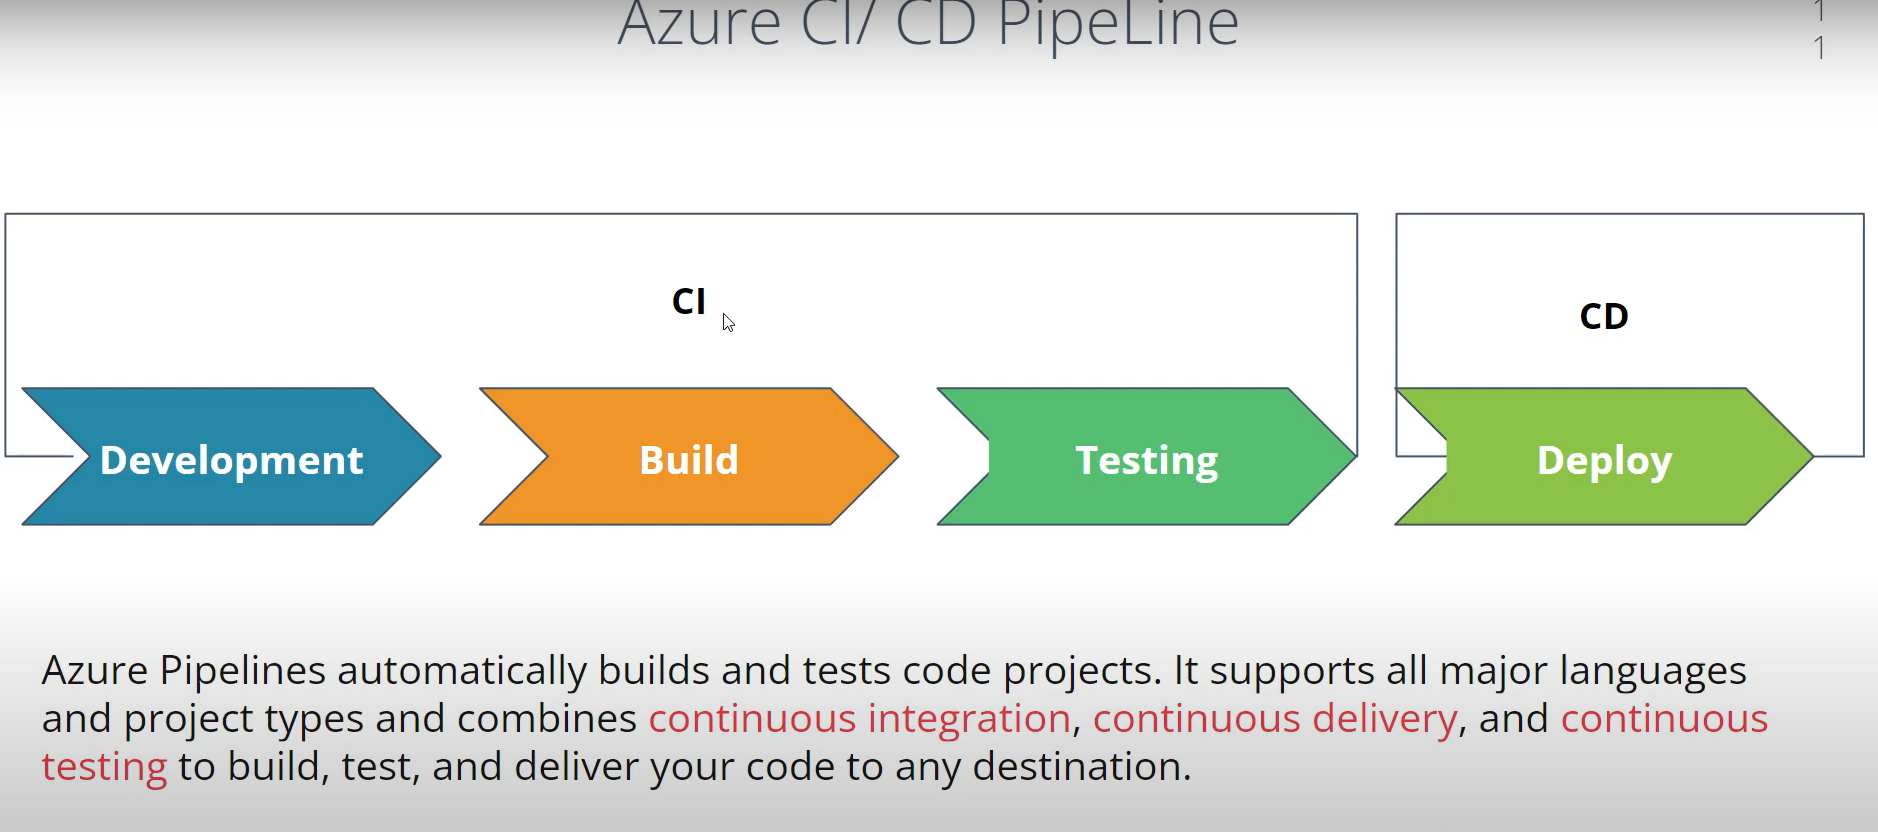 Azure CI/ CD PipeLine
1
1
CI
CD
Development
Build
Testing
Deploy
Azure Pipelines automatically builds and tests code projects. It supports all major languages
and project types and combines continuous integration, continuous delivery, and continuous
testing to build, test, and deliver your code to any destination.